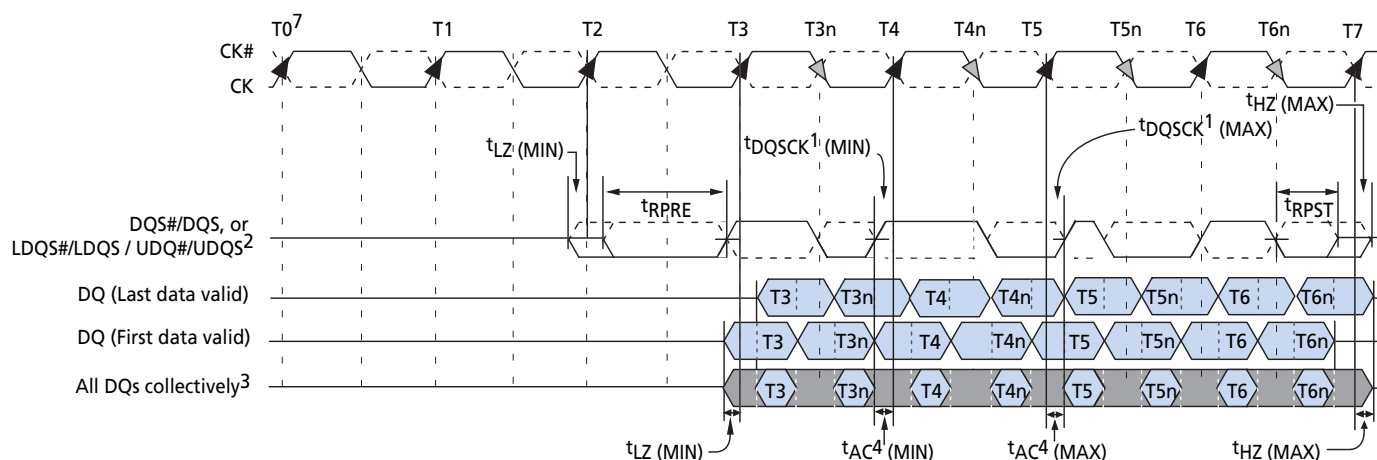 T0⁷ T1 T2 T3 T3n T4 T4n T5 T5n T6 T6n T7
CK#
CK
tHZ (MAX)
tLZ (MIN)
tDQSCK¹ (MIN)
tDQSCK¹ (MAX)
tRPRE
tRPST
DQS#/DQS, or
LDQS#/LDQS / UDQ#/UDQS²
DQ (Last data valid) T3 T3n T4 T4n T5 T5n T6 T6n
DQ (First data valid) T3 T3n T4 T4n T5 T5n T6 T6n
All DQs collectively³ T3 T3n T4 T4n T5 T5n T6 T6n
tLZ (MIN) tAC⁴ (MIN) tAC⁴ (MAX) tHZ (MAX)